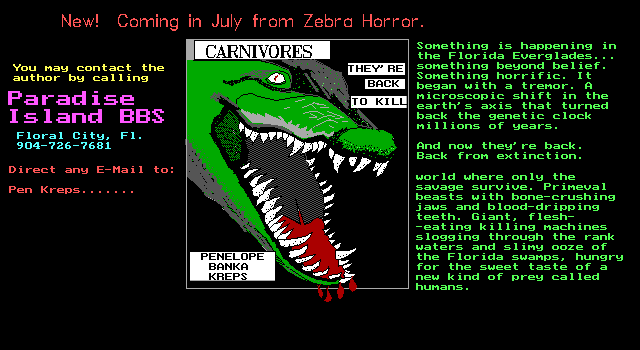 New!  Coming in July from Zebra Horror.
You may contact the
author by calling
Paradise
Island BBS
Floral City, Fl.
904-726-7681
Direct any E-Mail to:
Pen Kreps.......
CARNIVORES
THEY'RE
BACK
TO KILL
PENELOPE
BANKA
KREPS
Something is happening in
the Florida Everglades...
something beyond belief.
Something horrific. It
began with a tremor. A
microscopic shift in the
earth's axis that turned
back the genetic clock
millions of years.
And now they're back.
Back from extinction.
world where only the
savage survive. Primeval
beasts with bone-crushing
jaws and blood-dripping
teeth. Giant, flesh-
-eating killing machines
slogging through the rank
waters and slimy ooze of
the Florida swamps, hungry
for the sweet taste of a
new kind of prey called
humans.